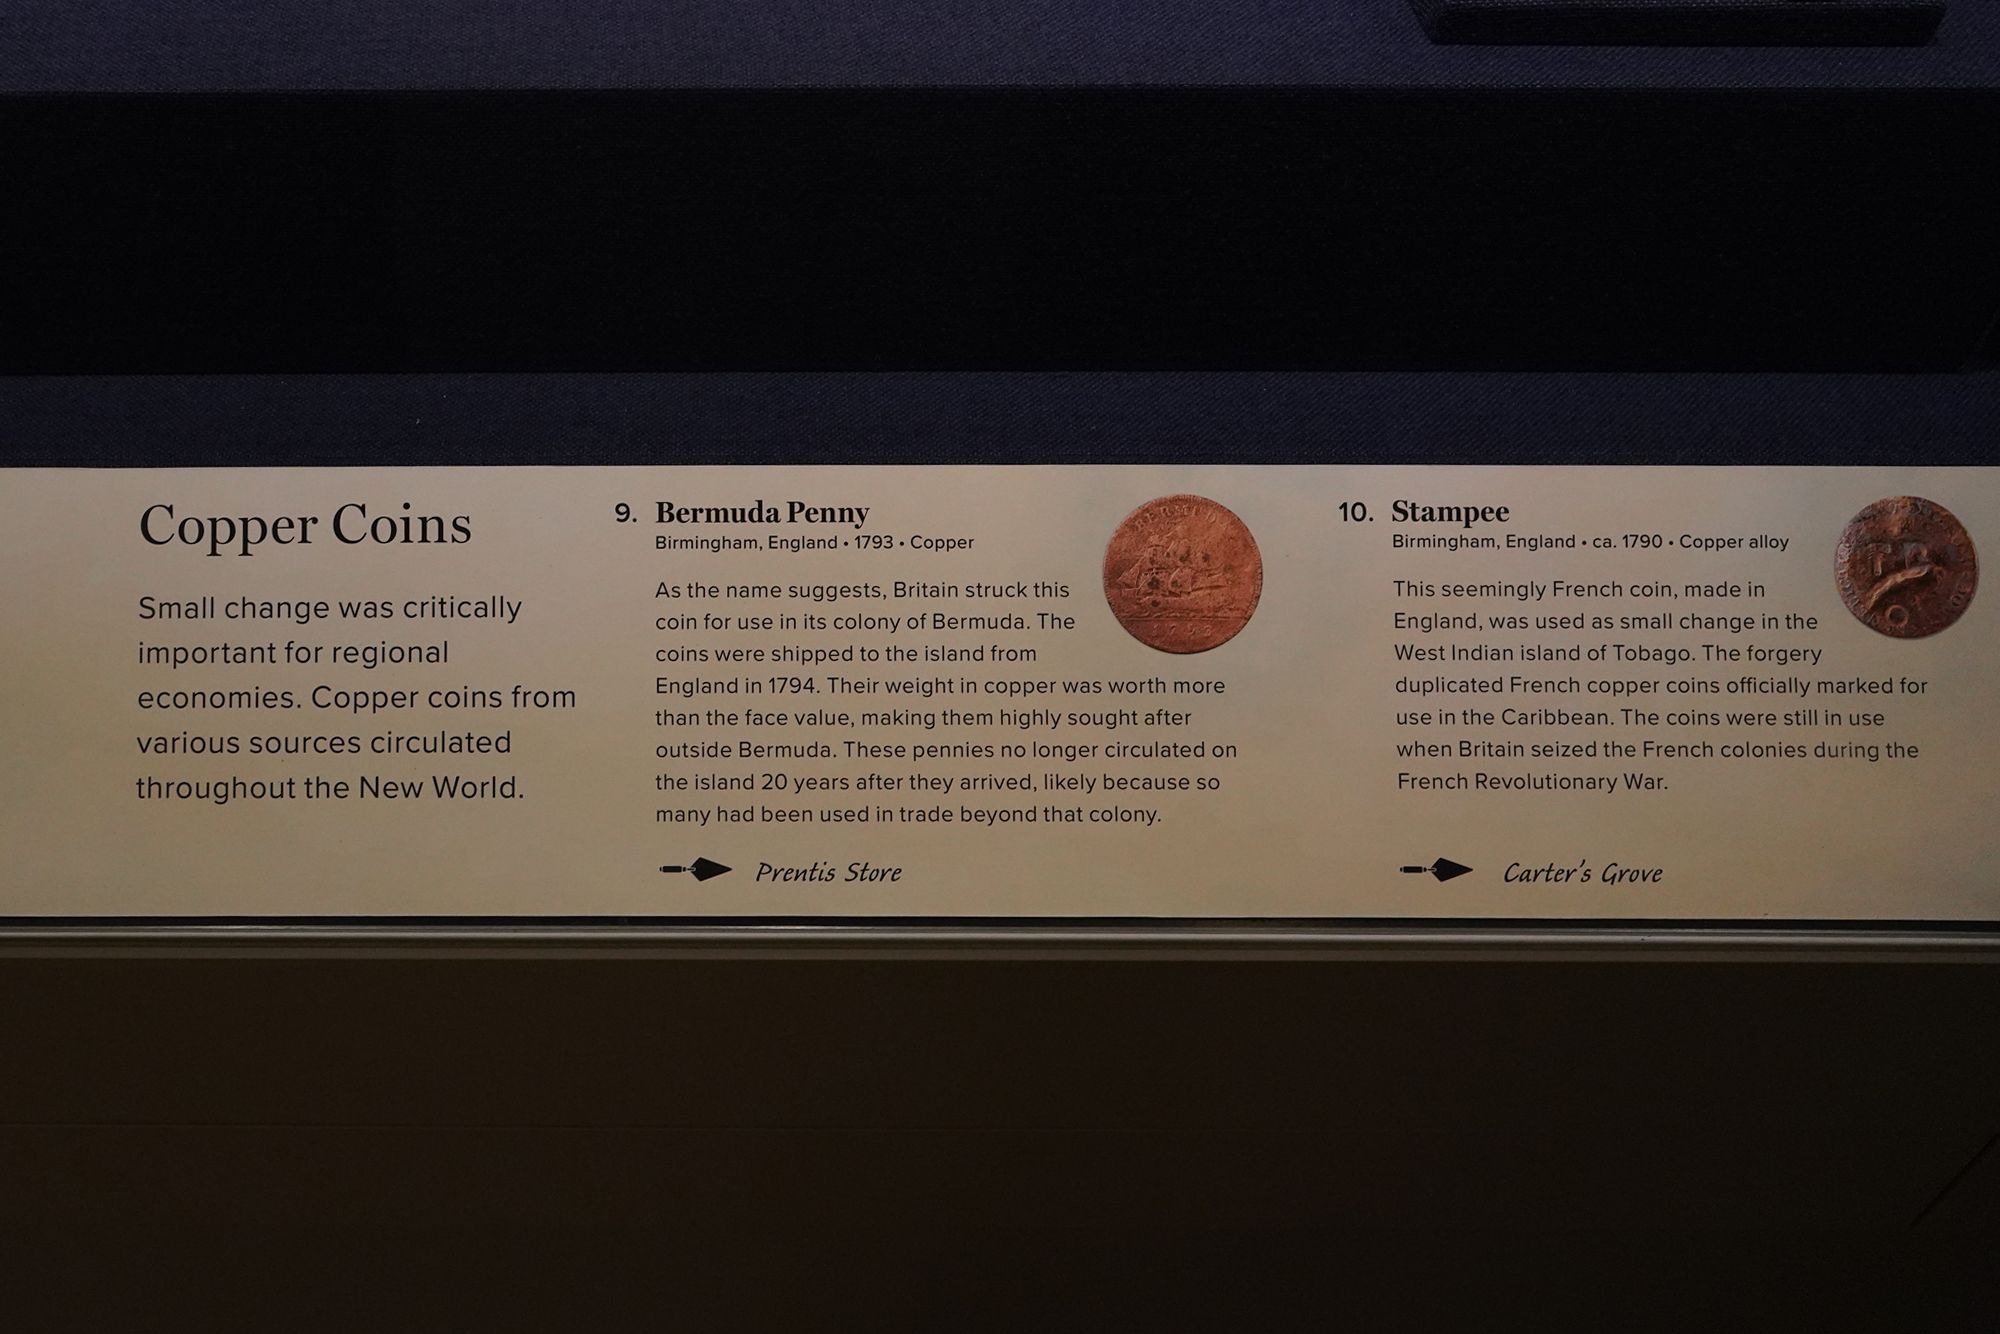 Copper Coins
Small change was critically
important for regional
economies. Copper coins from
various sources circulated
throughout the New World.
9. Bermuda Penny
Birmingham, England • 1793 • Copper
As the name suggests, Britain struck this
coin for use in its colony of Bermuda. The
coins were shipped to the island from
England in 1794. Their weight in copper was worth more
than the face value, making them highly sought after
outside Bermuda. These pennies no longer circulated on
the island 20 years after they arrived, likely because so
many had been used in trade beyond that colony.
Prentis Store
BERMUDA
1793
10. Stampee
Birmingham, England • ca. 1790 • Copper alloy
This seemingly French coin, made in
England, was used as small change in the
West Indian island of Tobago. The forgery
duplicated French copper coins officially marked for
use in the Caribbean. The coins were still in use
when Britain seized the French colonies during the
French Revolutionary War.
Carter's Grove